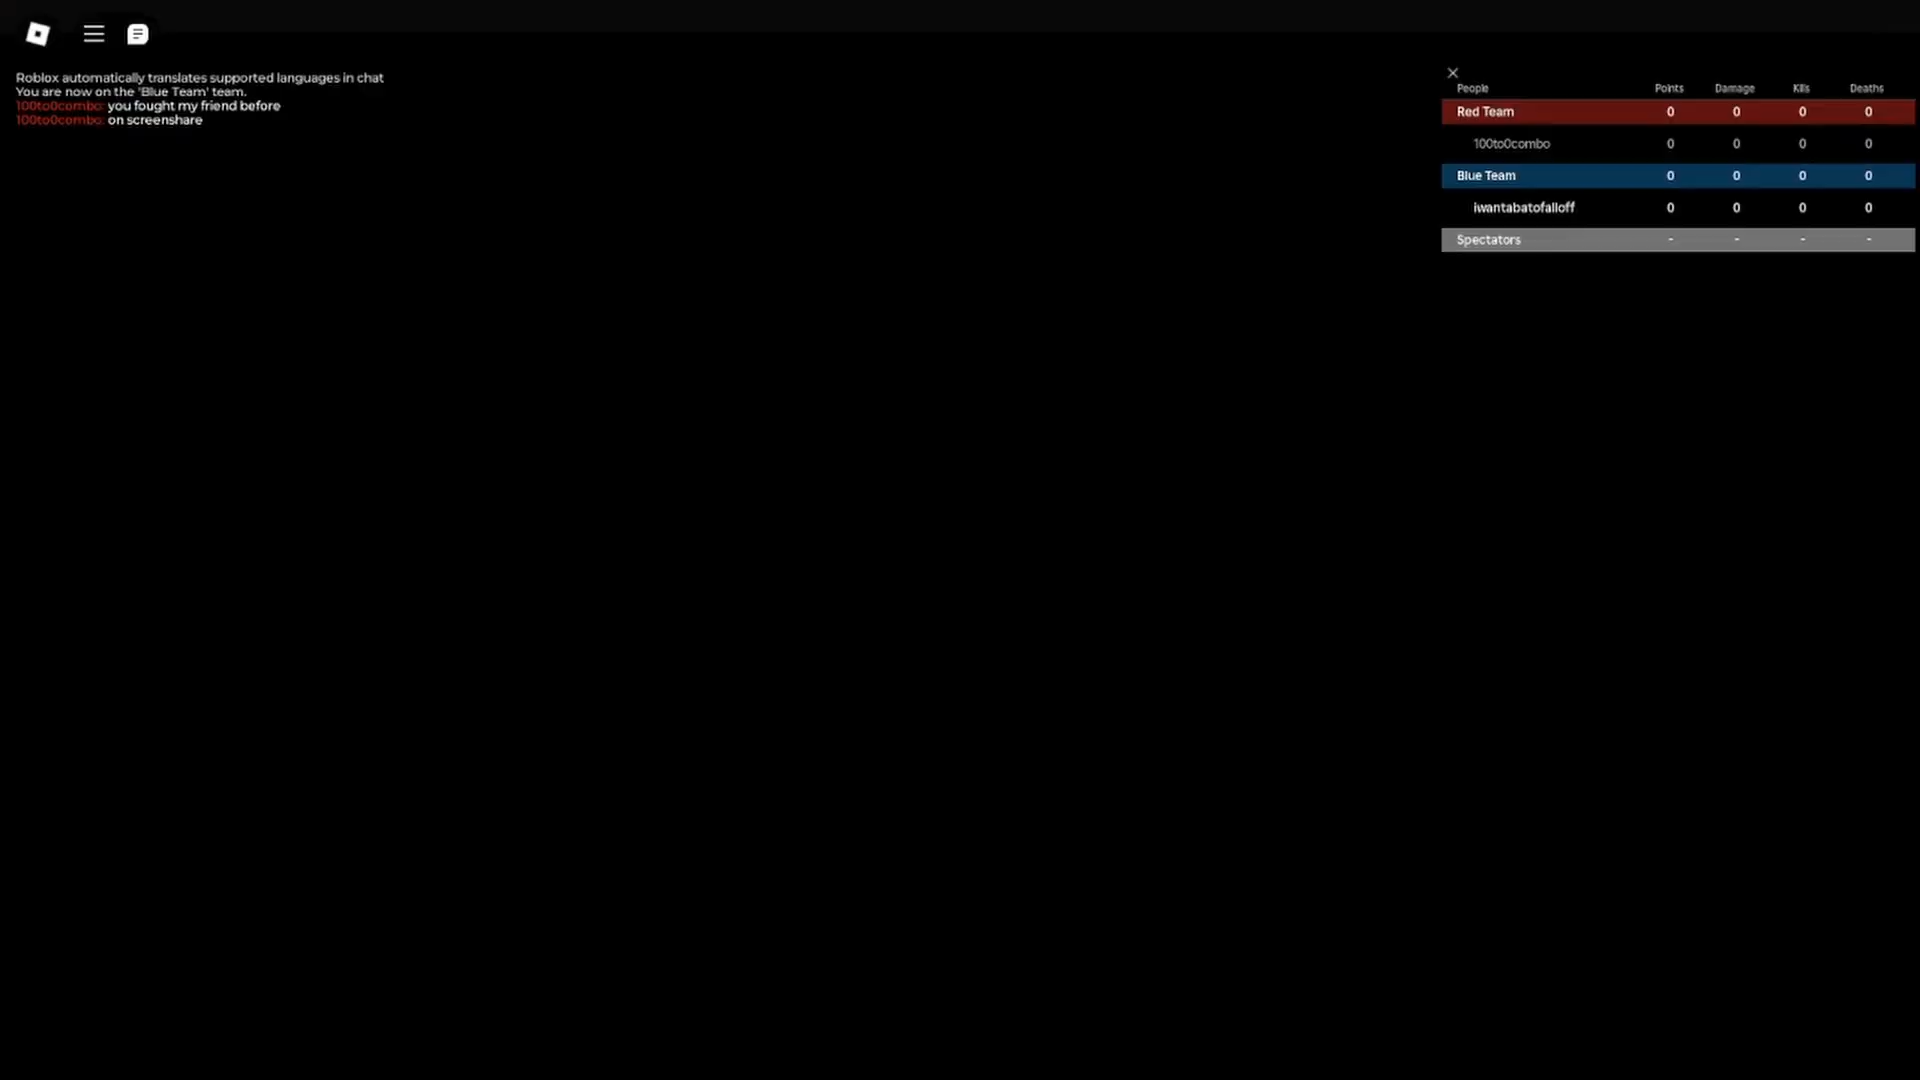 Roblox automatically translates supported languages in chat
You are now on the 'Blue Team' team.
100to0combo: you fought my friend before
100to0combo: on screenshare
People Points Damage Kills Deaths
Red Team 0 0 0 0
100to0combo 0 0 0 0
Blue Team 0 0 0 0
iwantabatofalloff 0 0 0 0
Spectators - - - -